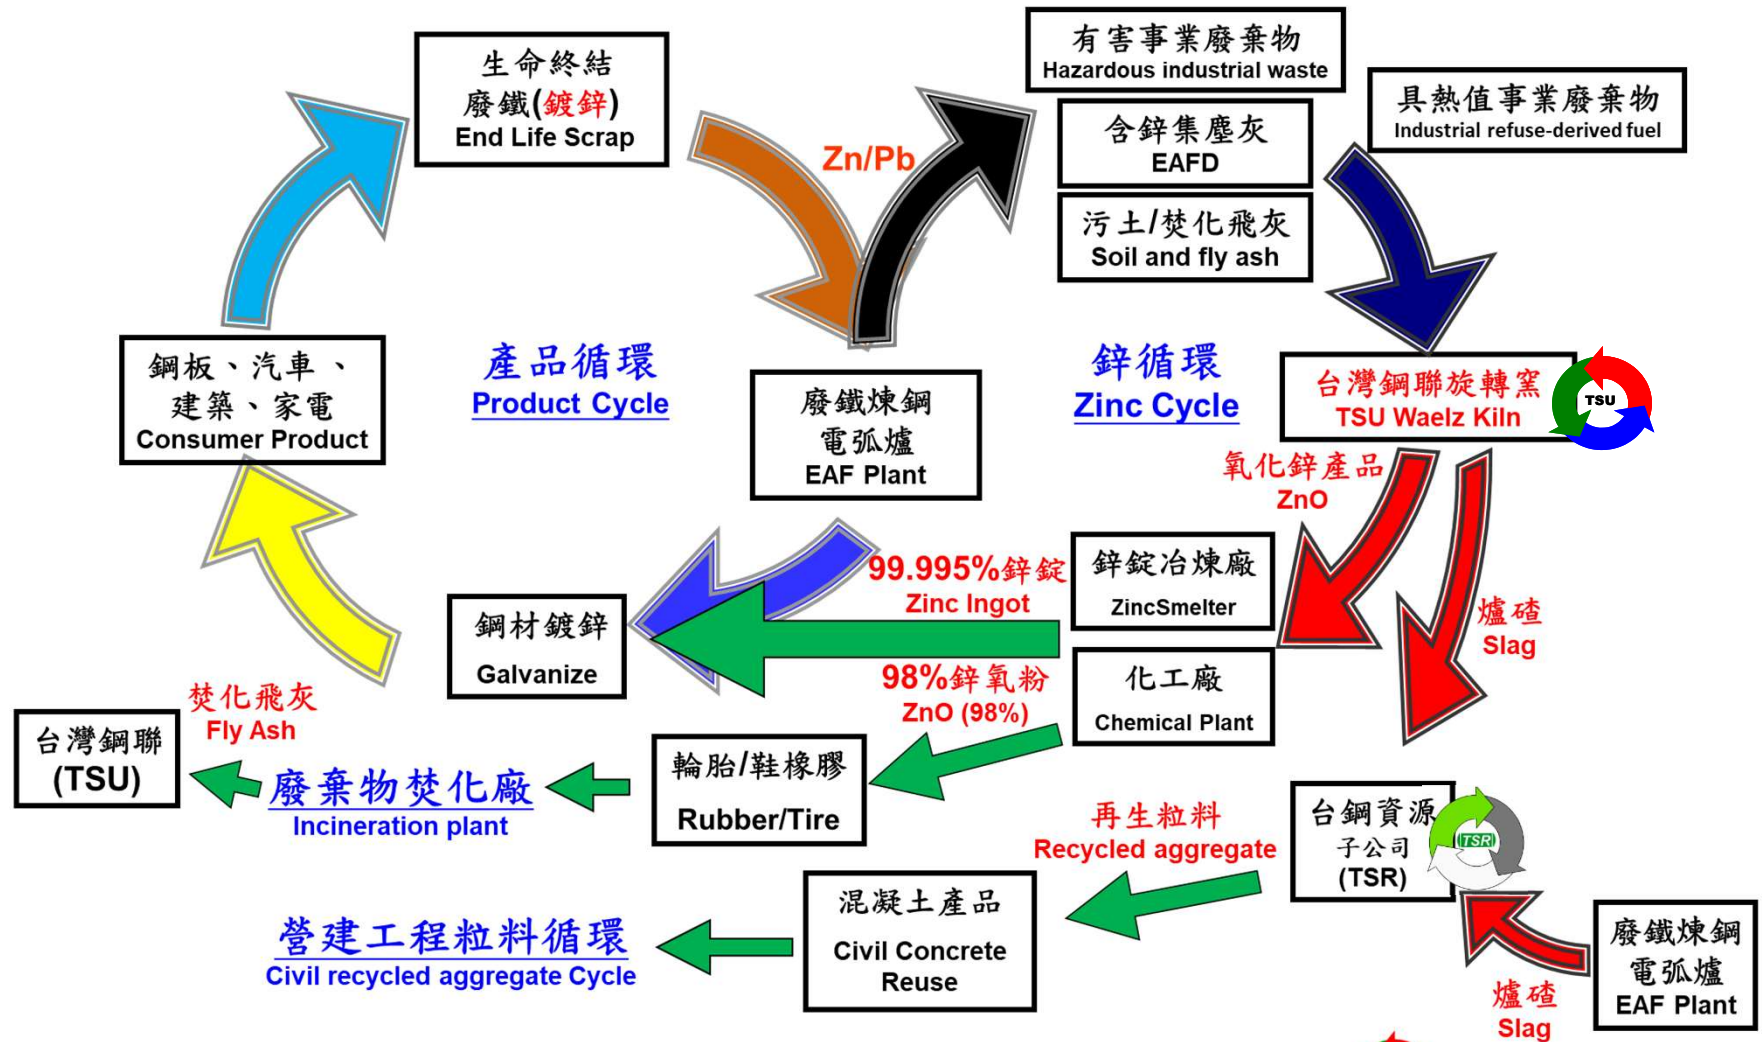 生命終結
廢鐵(鍍鋅)
End Life Scrap
Zn/Pb
有害事業廢棄物
Hazardous industrial waste
含鋅集塵灰
EAFD
污土/焚化飛灰
Soil and fly ash
具熱值事業廢棄物
Industrial refuse-derived fuel
鋼板、汽車、
建築、家電
Consumer Product
產品循環
Product Cycle
廢鐵煉鋼
電弧爐
EAF Plant
鋅循環
Zinc Cycle
台灣鋼聯旋轉窯
TSU Waelz Kiln
TSU
氧化鋅產品
ZnO
99.995%鋅錠
Zinc Ingot
鋅錠冶煉廠
ZincSmelter
爐碴
Slag
鋼材鍍鋅
Galvanize
98%鋅氧粉
ZnO (98%)
化工廠
Chemical Plant
台灣鋼聯
(TSU)
焚化飛灰
Fly Ash
廢棄物焚化廠
Incineration plant
輪胎/鞋橡膠
Rubber/Tire
再生粒料
Recycled aggregate
台鋼資源
子公司
(TSR)
TSR
營建工程粒料循環
Civil recycled aggregate Cycle
混凝土產品
Civil Concrete
Reuse
爐碴
Slag
廢鐵煉鋼
電弧爐
EAF Plant